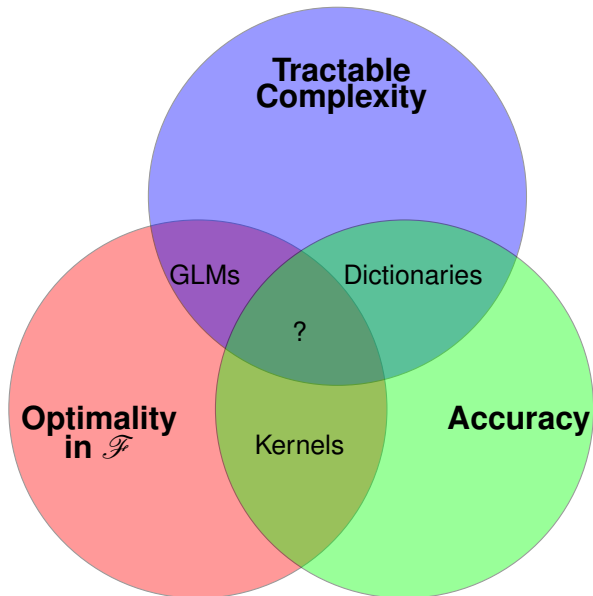 Tractable
Complexity
GLMs
Dictionaries
?
Optimality
in ℱ
Accuracy
Kernels